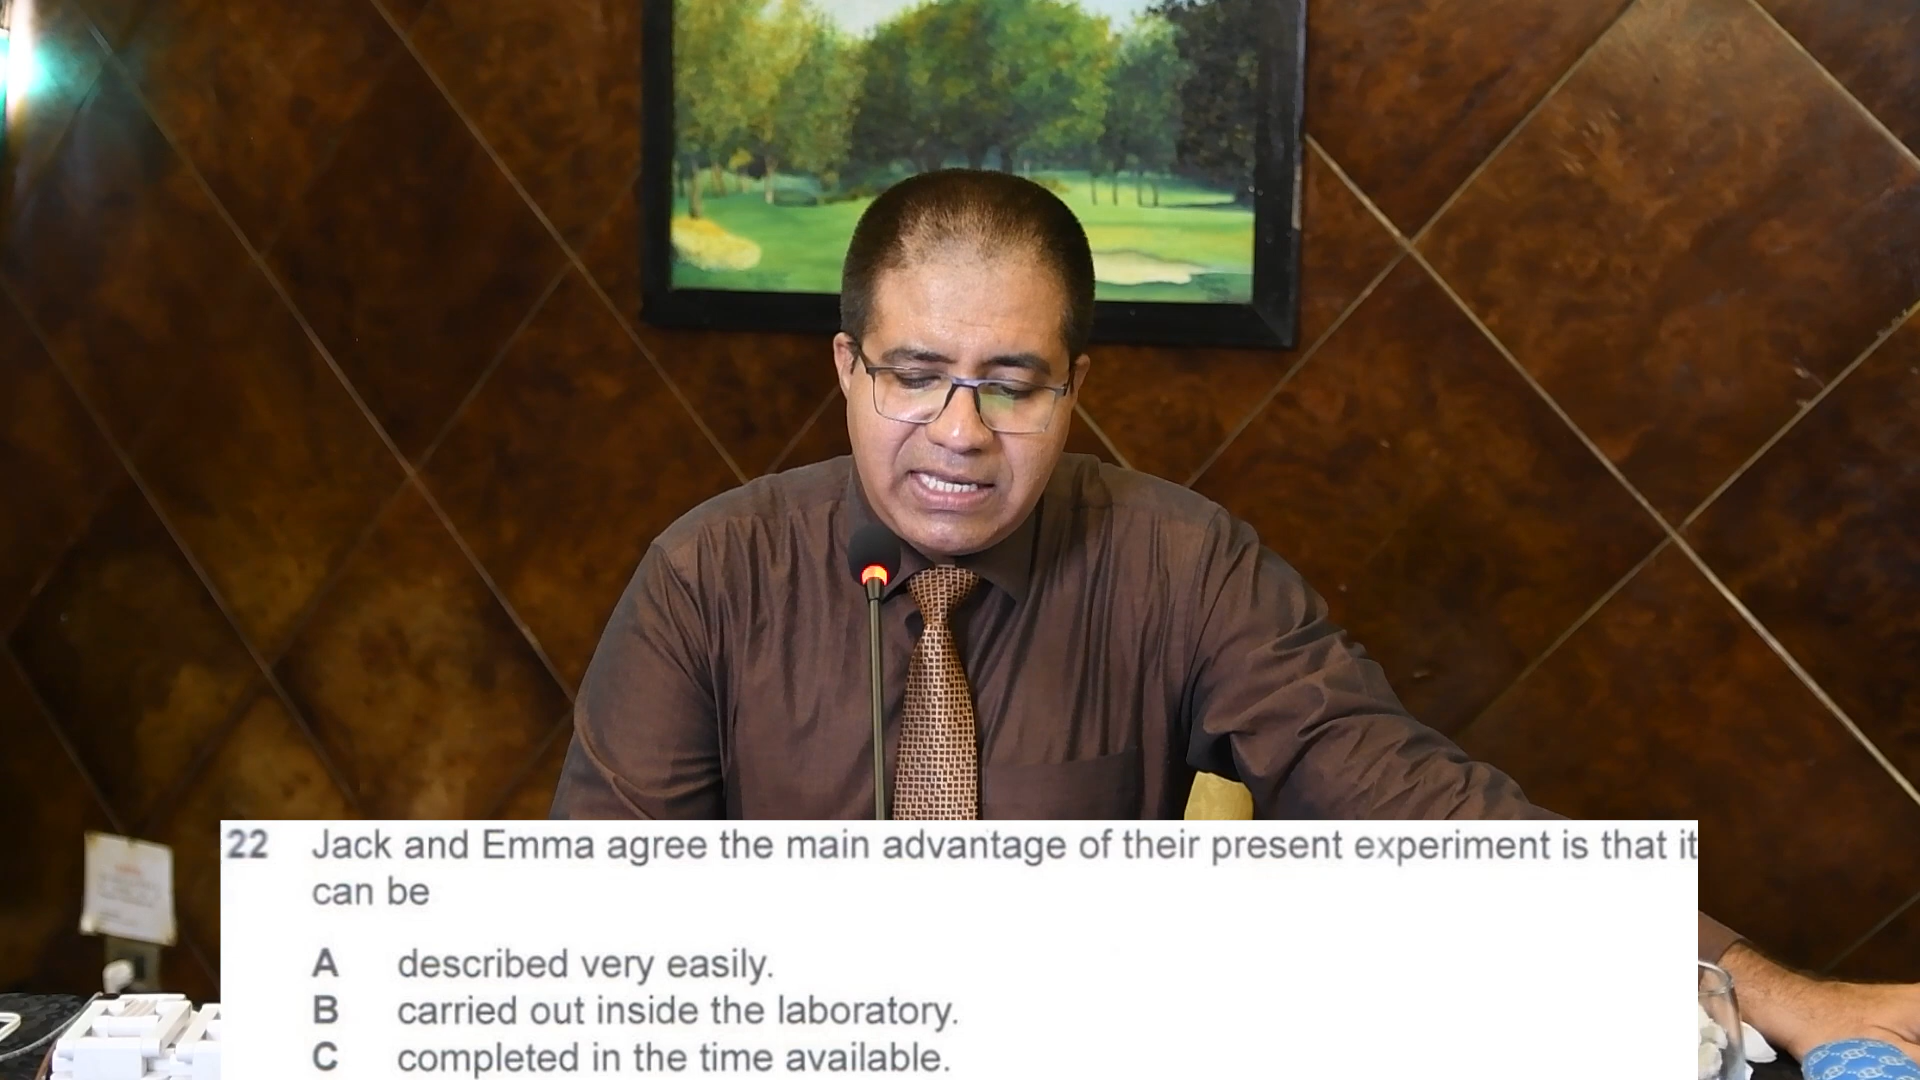 22 Jack and Emma agree the main advantage of their present experiment is that it
can be
A described very easily.
B carried out inside the laboratory.
C completed in the time available.